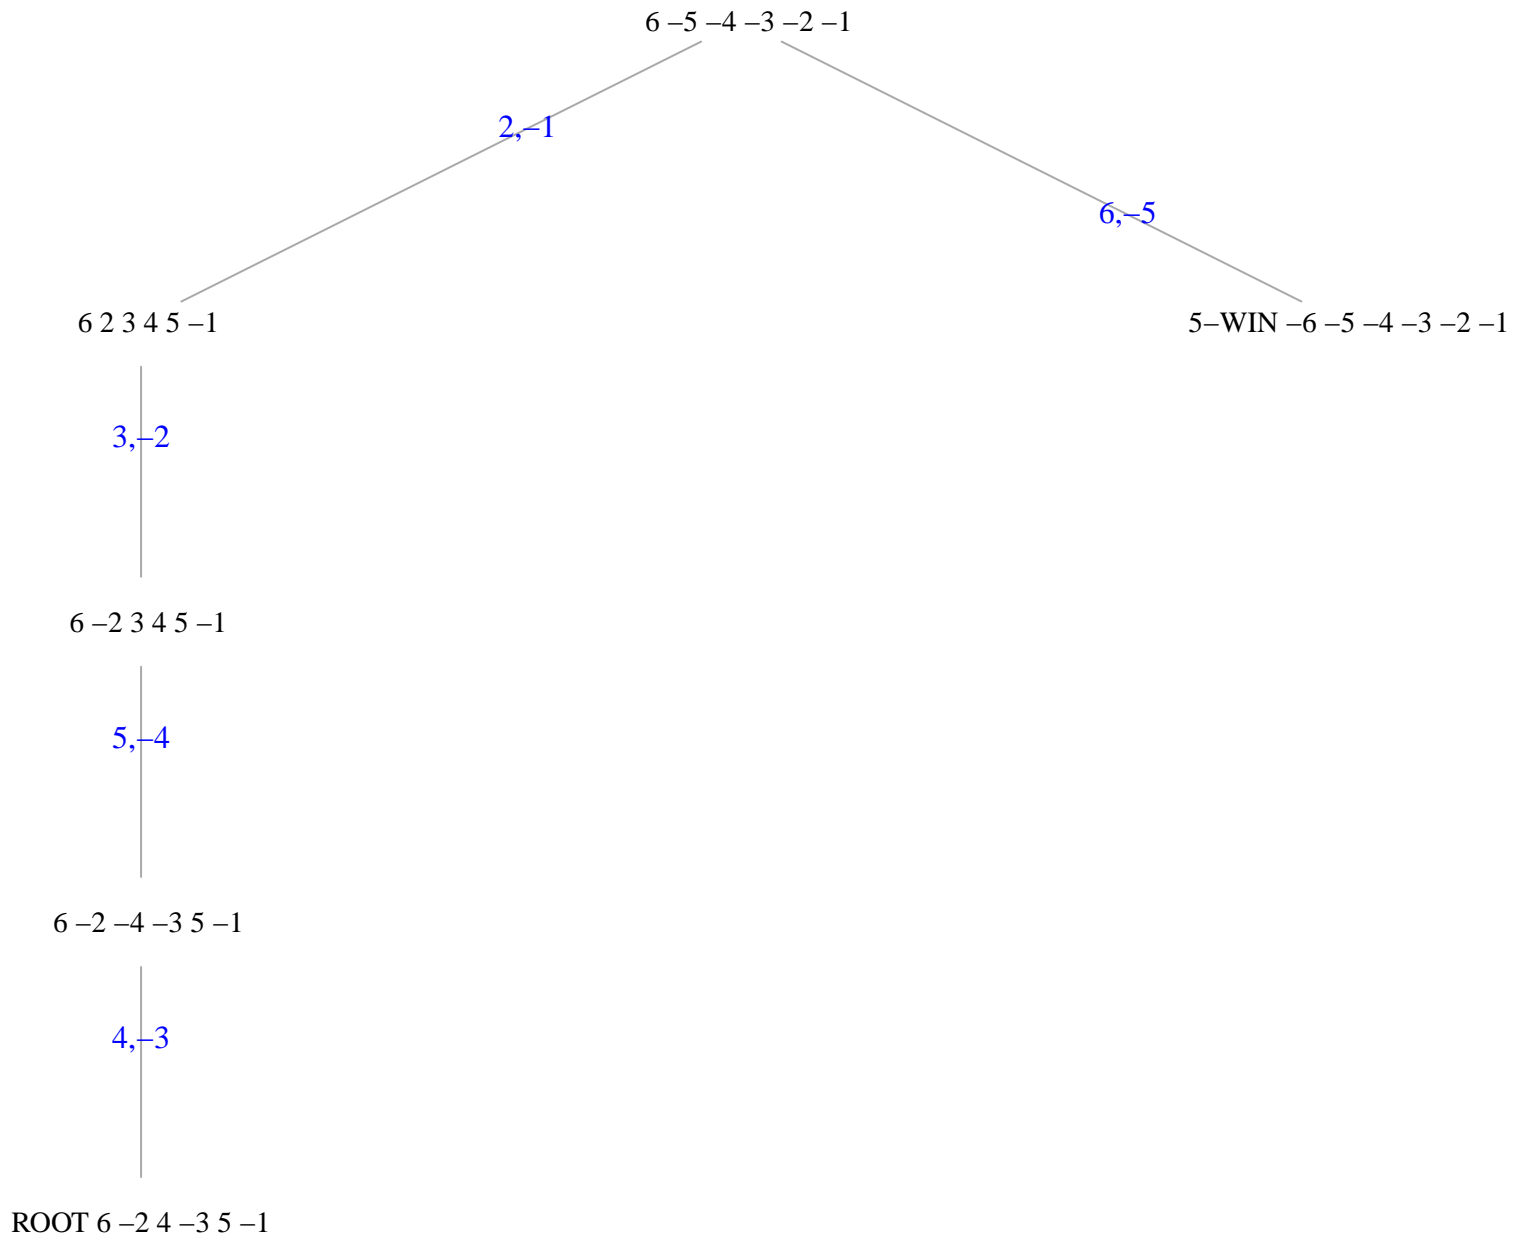 6 –5 –4 –3 –2 –1
2,–1
6,–5
6 2 3 4 5 –1
5–WIN –6 –5 –4 –3 –2 –1
3,–2
6 –2 3 4 5 –1
5,–4
6 –2 –4 –3 5 –1
4,–3
ROOT 6 –2 4 –3 5 –1